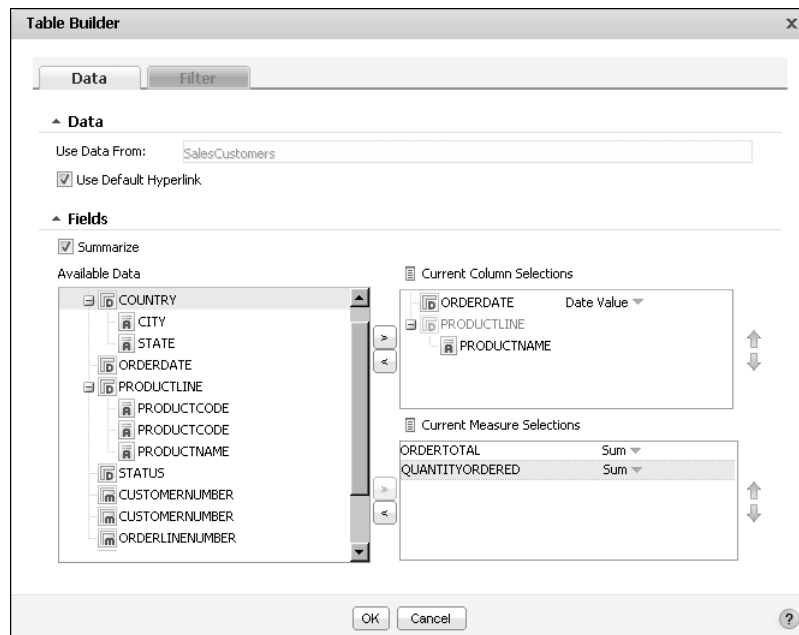 Table Builder x
Data Filter
Data
Use Data From: SalesCustomers
Use Default Hyperlink
Fields
Summarize
Available Data
COUNTRY
CITY
STATE
ORDERDATE
PRODUCTLINE
PRODUCTCODE
PRODUCTCODE
PRODUCTNAME
STATUS
CUSTOMERNUMBER
CUSTOMERNUMBER
ORDERLINENUMBER
>
<
>
<
Current Column Selections
ORDERDATE Date Value
PRODUCTLINE
PRODUCTNAME
Current Measure Selections
ORDERTOTAL Sum
QUANTITYORDERED Sum
OK Cancel ?